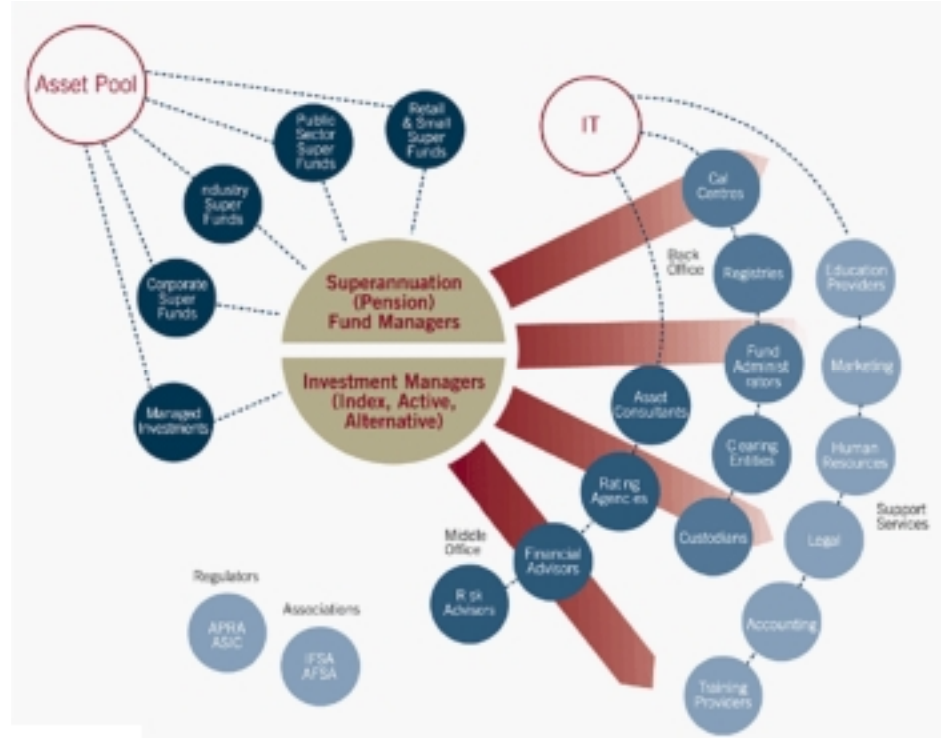 Asset Pool
Public
Sector
Super
Funds
Retail
& Small
Super
Funds
IT
ndustry
Super
Funds
Cal
Centres
Back
Office
Registries
Education
Providers
Corporate
Super
Funds
Superannuation
(Pension)
Fund Managers
Fund
Administ
rators
Marketing
Investment Managers
(Index, Active,
Alternative)
Managed
Investments
Asset
Consultants
Clearing
Entities
Human
Resources
Rating
Agencies
Custodians
Legal
Support
Services
Middle
Office
Financial
Advisors
Risk
Advisers
Regulators
APRA
ASIC
Associations
IFSA
AFSA
Accounting
Training
Providers